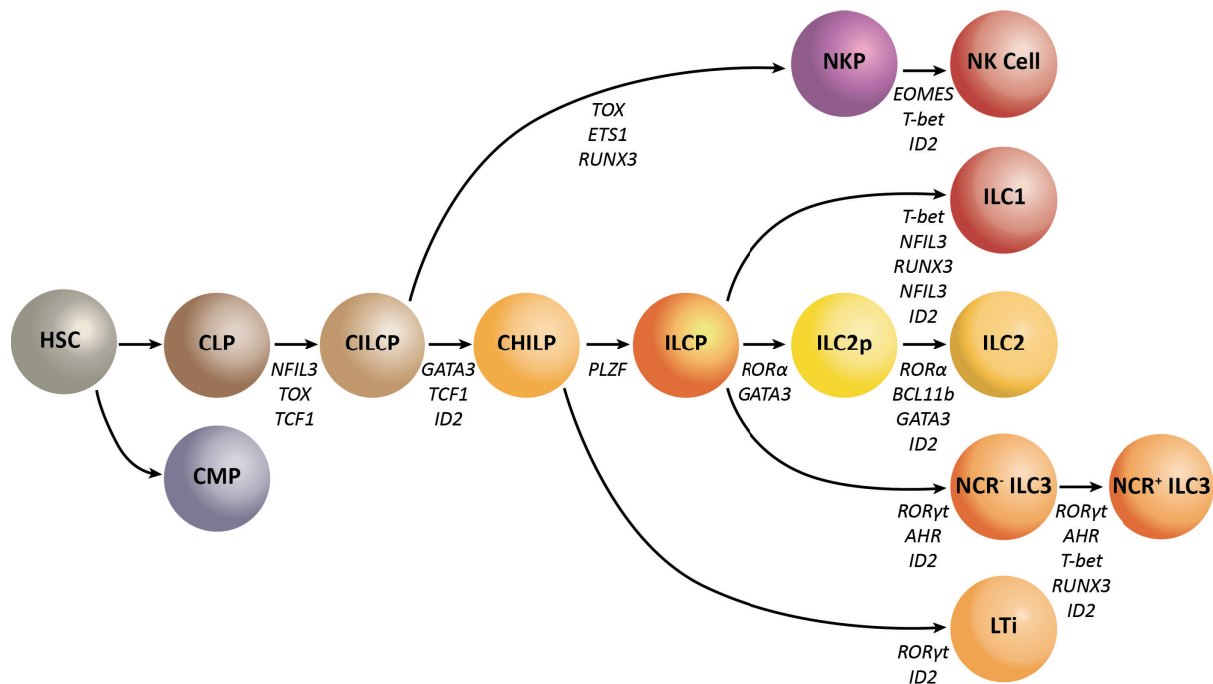 NKP
NK Cell
TOX
ETS1
RUNX3
EOMES
T-bet
ID2
ILC1
T-bet
NFIL3
RUNX3
NFIL3
ID2
HSC
CLP
CILCP
CHILP
ILCP
ILC2p
ILC2
NFIL3
TOX
TCF1
GATA3
TCF1
ID2
PLZF
RORα
GATA3
RORα
BCL11b
GATA3
ID2
CMP
NCR⁻ ILC3
NCR⁺ ILC3
RORγt
AHR
ID2
RORγt
AHR
T-bet
RUNX3
ID2
LTi
RORγt
ID2